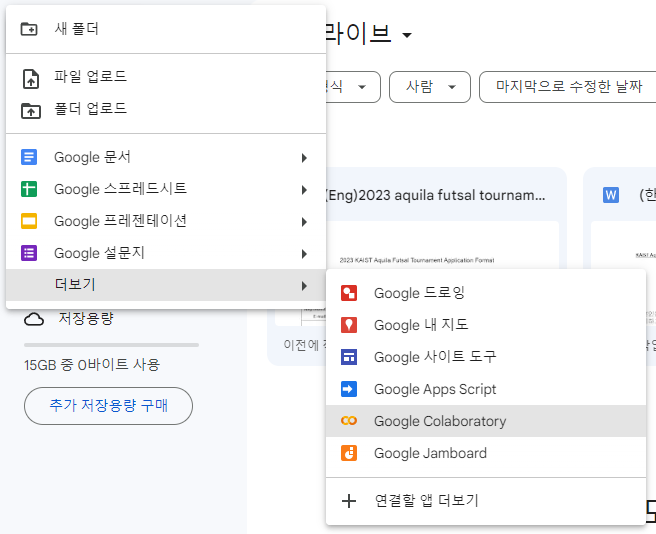 새 폴더
파일 업로드
폴더 업로드
Google 문서
Google 스프레드시트
Google 프레젠테이션
Google 설문지
더보기
저장용량
15GB 중 0바이트 사용
추가 저장용량 구매
라이브
사람
마지막으로 수정한 날짜
(Eng)2023 aquila futsal tournam...
W
(한
2023 KAIST Aquila Futsal Tournament Application Format
이전에
Google 드로잉
Google 내 지도
Google 사이트 도구
Google Apps Script
Google Colaboratory
Google Jamboard
연결할 앱 더보기